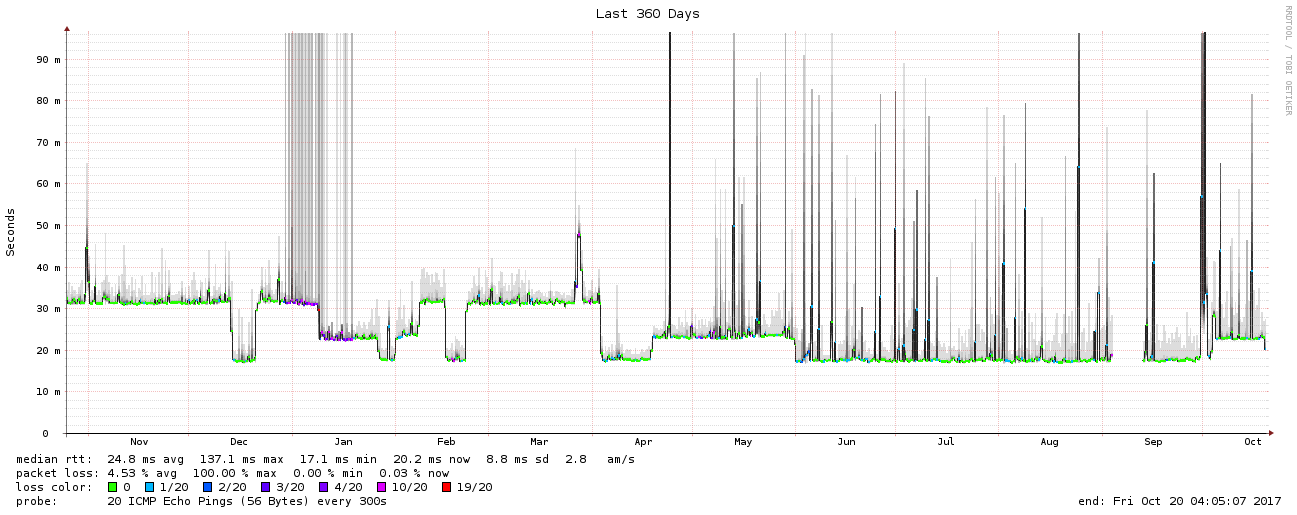 Last 360 Days
RRDTOOL / TOBI OETIKER
Seconds
90 m
80 m
70 m
60 m
50 m
40 m
30 m
20 m
10 m
0
Nov Dec Jan Feb Mar Apr May Jun Jul Aug Sep Oct
median rtt: 24.8 ms avg 137.1 ms max 17.1 ms min 20.2 ms now 8.8 ms sd 2.8 am/s
packet loss: 4.53 % avg 100.00 % max 0.00 % min 0.03 % now
loss color: 0 1/20 2/20 3/20 4/20 10/20 19/20
probe: 20 ICMP Echo Pings (56 Bytes) every 300s end: Fri Oct 20 04:05:07 2017